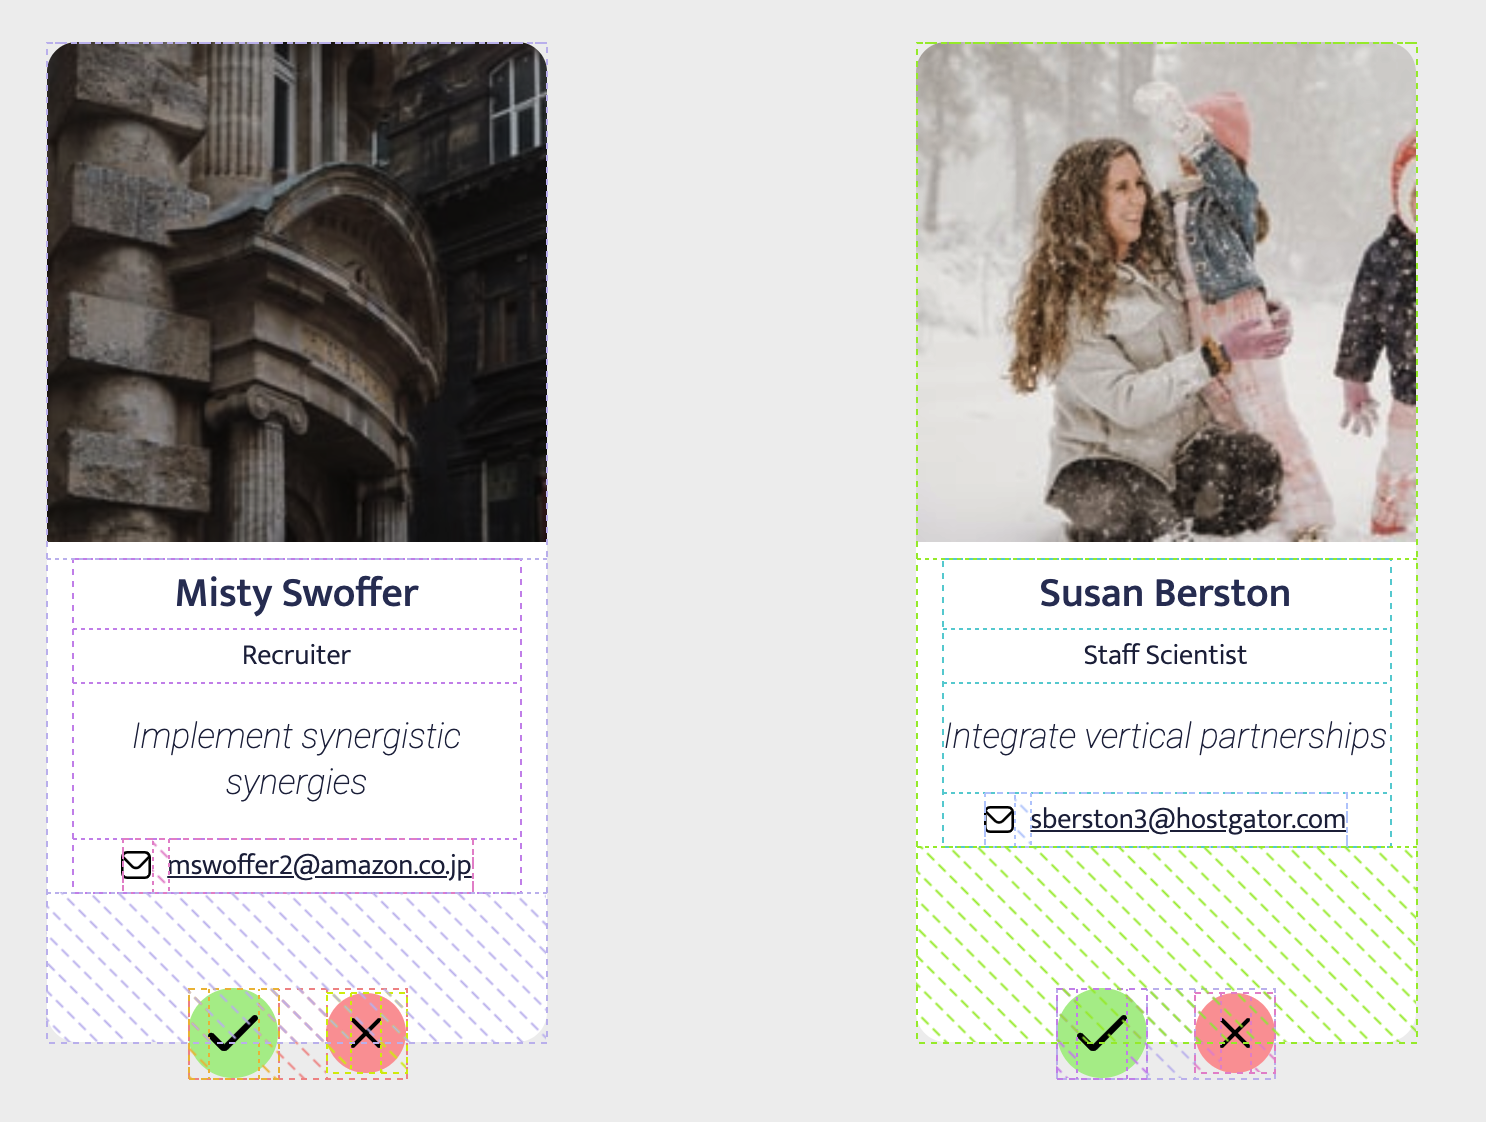 Misty Swoffer
Recruiter
Implement synergistic
synergies
mswoffer2@amazon.co.jp
Susan Berston
Staff Scientist
Integrate vertical partnerships
sberston3@hostgator.com